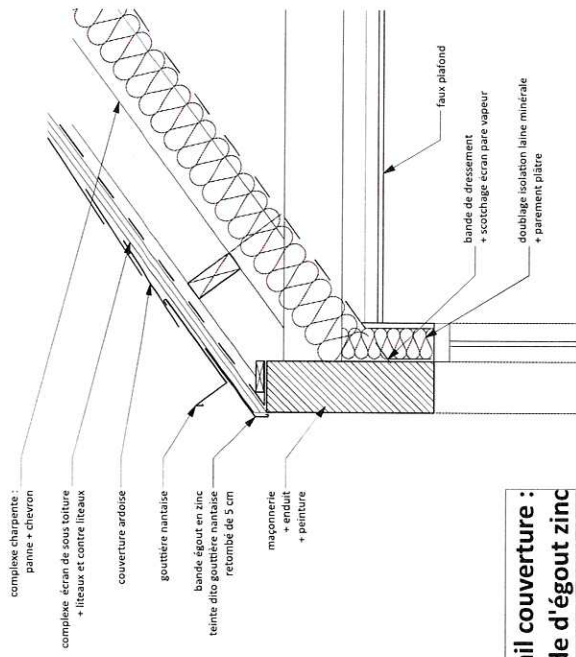 complexe charpente :
panne + chevron
complexe écran de sous toiture
+ liteaux et contre liteaux
couverture ardoise
gouttière nantaise
bande égout en zinc
teinte dito gouttière nantaise
retombé de 5 cm
maçonnerie
+ enduit
+ peinture
faux plafond
bande de dressement
+ scotchage écran pare vapeur
doublage isolation laine minérale
+ parement plâtre
ail couverture :
de d'égout zinc